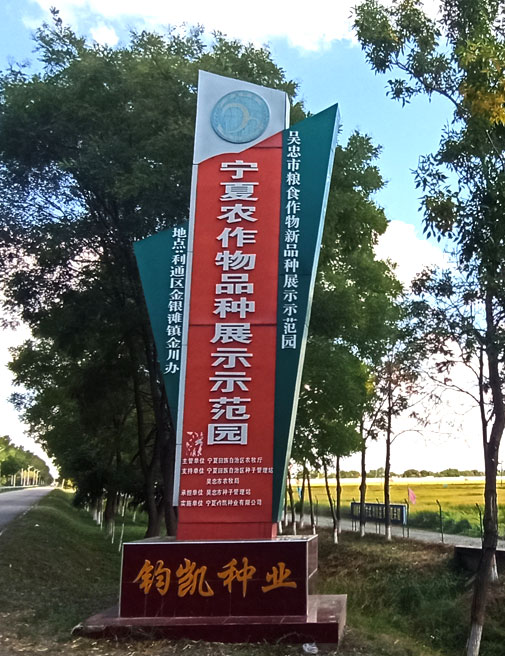 宁夏农作物品种展示示范园
吴忠市粮食作物新品种展示示范园
地点:利通区金银滩镇金川办
主管单位 宁夏回族自治区农牧厅
支持单位 宁夏回族自治区种子管理站
吴忠市农牧局
承担单位 吴忠市种子管理站
实施单位 宁夏钧凯种业有限公司
钧凯种业